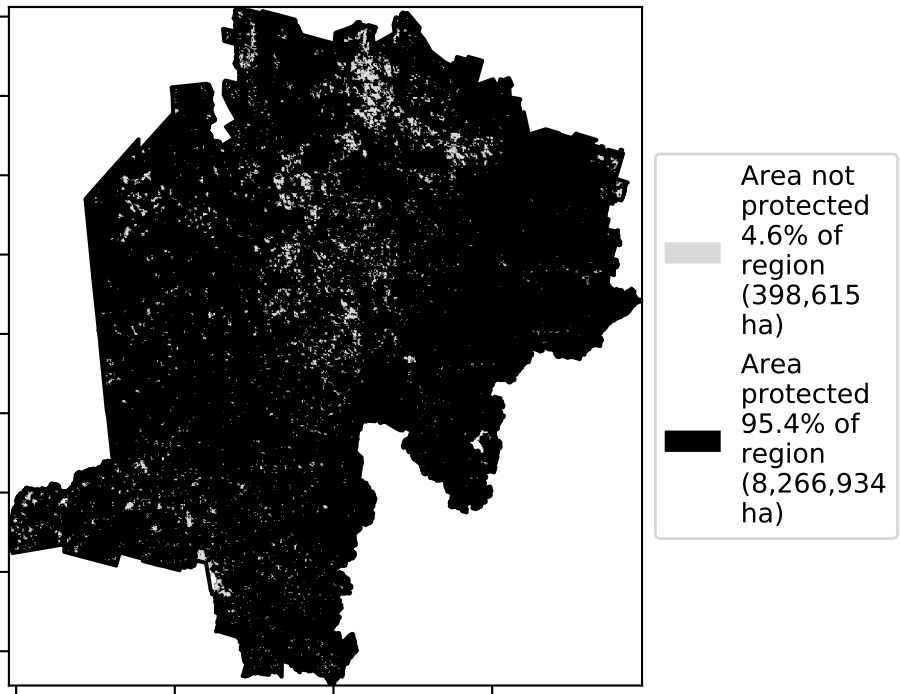 Area not
protected
4.6% of
region
(398,615
ha)
Area
protected
95.4% of
region
(8,266,934
ha)